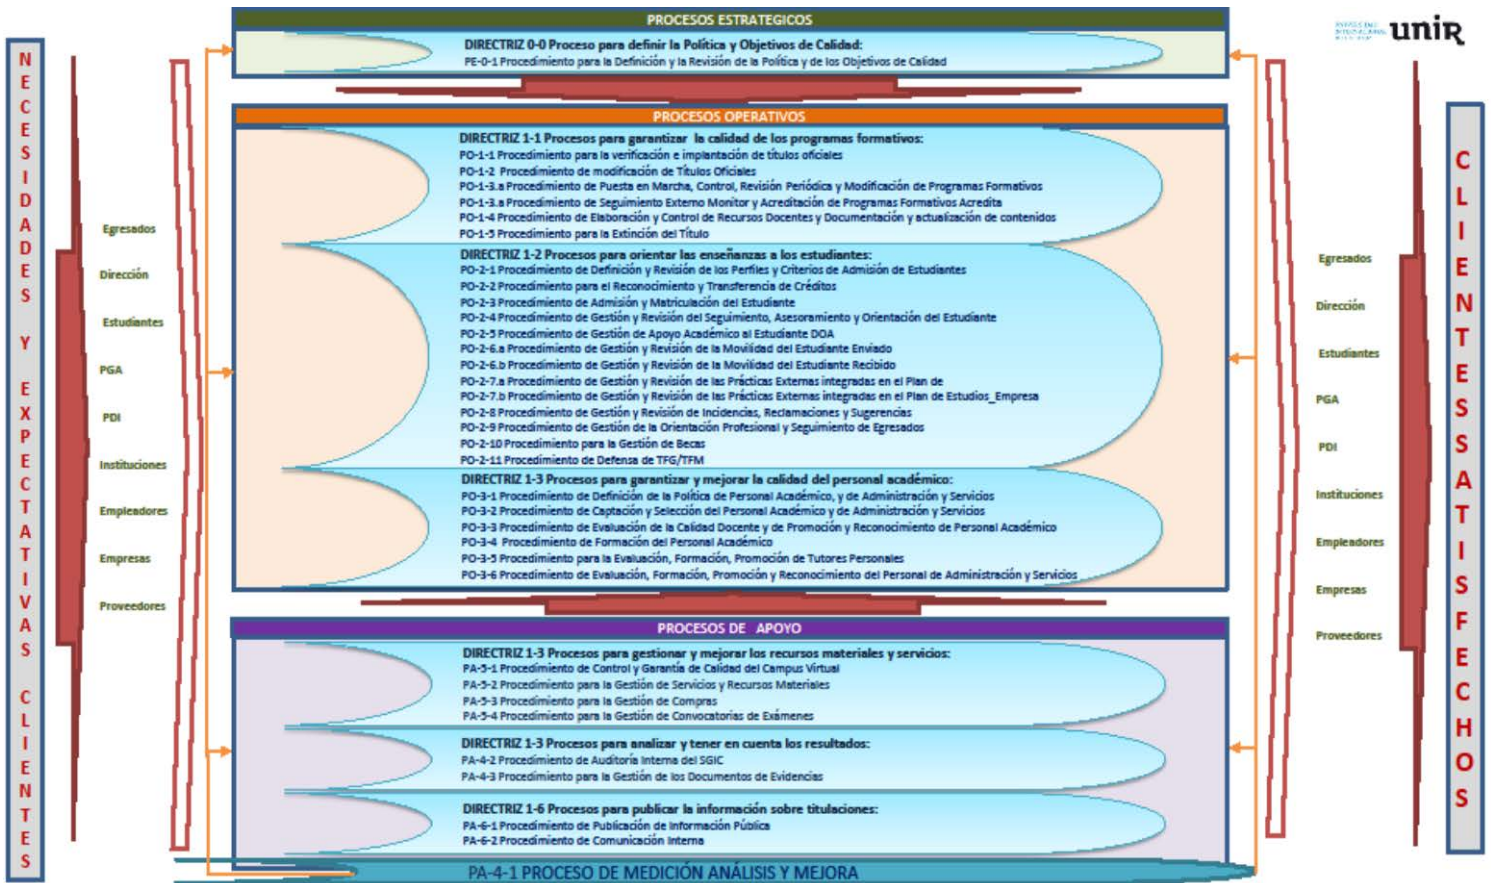 PROCESOS ESTRATEGICOS
DIRECTRIZ 0-0 Proceso para definir la Política y Objetivos de Calidad:
PE-0-1 Procedimiento para la Definición y la Revisión de la Política y de los Objetivos de Calidad
unir
NECESIDADES Y EXPECTATIVAS CLIENTES
Egresados
Dirección
Estudiantes
PGA
PDI
Instituciones
Empleadores
Empresas
Proveedores
PROCESOS OPERATIVOS
DIRECTRIZ 1-1 Procesos para garantizar la calidad de los programas formativos:
PO-1-1 Procedimiento para la verificación e implantación de títulos oficiales
PO-1-2 Procedimiento de modificación de Títulos Oficiales
PO-1-3.a Procedimiento de Puesta en Marcha, Control, Revisión Periódica y Modificación de Programas Formativos
PO-1-3.a Procedimiento de Seguimiento Externo Monitor y Acreditación de Programas Formativos Acredita
PO-1-4 Procedimiento de Elaboración y Control de Recursos Docentes y Documentación y actualización de contenidos
PO-1-5 Procedimiento para la Extinción del Título
DIRECTRIZ 1-2 Procesos para orientar las enseñanzas a los estudiantes:
PO-2-1 Procedimiento de Definición y Revisión de los Perfiles y Criterios de Admisión de Estudiantes
PO-2-2 Procedimiento para el Reconocimiento y Transferencia de Créditos
PO-2-3 Procedimiento de Admisión y Matriculación del Estudiante
PO-2-4 Procedimiento de Gestión y Revisión del Seguimiento, Asesoramiento y Orientación del Estudiante
PO-2-5 Procedimiento de Gestión de Apoyo Académico al Estudiante DOA
PO-2-6.a Procedimiento de Gestión y Revisión de la Movilidad del Estudiante Enviado
PO-2-6.b Procedimiento de Gestión y Revisión de la Movilidad del Estudiante Recibido
PO-2-7.a Procedimiento de Gestión y Revisión de las Prácticas Externas integradas en el Plan de
PO-2-7.b Procedimiento de Gestión y Revisión de las Prácticas Externas integradas en el Plan de Estudios_Empresa
PO-2-8 Procedimiento de Gestión y Revisión de Incidencias, Reclamaciones y Sugerencias
PO-2-9 Procedimiento de Gestión de la Orientación Profesional y Seguimiento de Egresados
PO-2-10 Procedimiento para la Gestión de Becas
PO-2-11 Procedimiento de Defensa de TFG/TFM
DIRECTRIZ 1-3 Procesos para garantizar y mejorar la calidad del personal académico:
PO-3-1 Procedimiento de Definición de la Política de Personal Académico, y de Administración y Servicios
PO-3-2 Procedimiento de Captación y Selección del Personal Académico y de Administración y Servicios
PO-3-3 Procedimiento de Evaluación de la Calidad Docente y de Promoción y Reconocimiento de Personal Académico
PO-3-4 Procedimiento de Formación del Personal Académico
PO-3-5 Procedimiento para la Evaluación, Formación, Promoción de Tutores Personales
PO-3-6 Procedimiento de Evaluación, Formación, Promoción y Reconocimiento del Personal de Administración y Servicios
PROCESOS DE APOYO
DIRECTRIZ 1-3 Procesos para gestionar y mejorar los recursos materiales y servicios:
PA-5-1 Procedimiento de Control y Garantía de Calidad del Campus Virtual
PA-5-2 Procedimiento para la Gestión de Servicios y Recursos Materiales
PA-5-3 Procedimiento para la Gestión de Compras
PA-5-4 Procedimiento para la Gestión de Convocatorias de Exámenes
DIRECTRIZ 1-3 Procesos para analizar y tener en cuenta los resultados:
PA-4-2 Procedimiento de Auditoría Interna del SGIC
PA-4-3 Procedimiento para la Gestión de los Documentos de Evidencias
DIRECTRIZ 1-6 Procesos para publicar la información sobre titulaciones:
PA-6-1 Procedimiento de Publicación de Información Pública
PA-6-2 Procedimiento de Comunicación Interna
PA-4-1 PROCESO DE MEDICIÓN ANÁLISIS Y MEJORA
Egresados
Dirección
Estudiantes
PGA
PDI
Instituciones
Empleadores
Empresas
Proveedores
CLIENTES SATISFECHOS